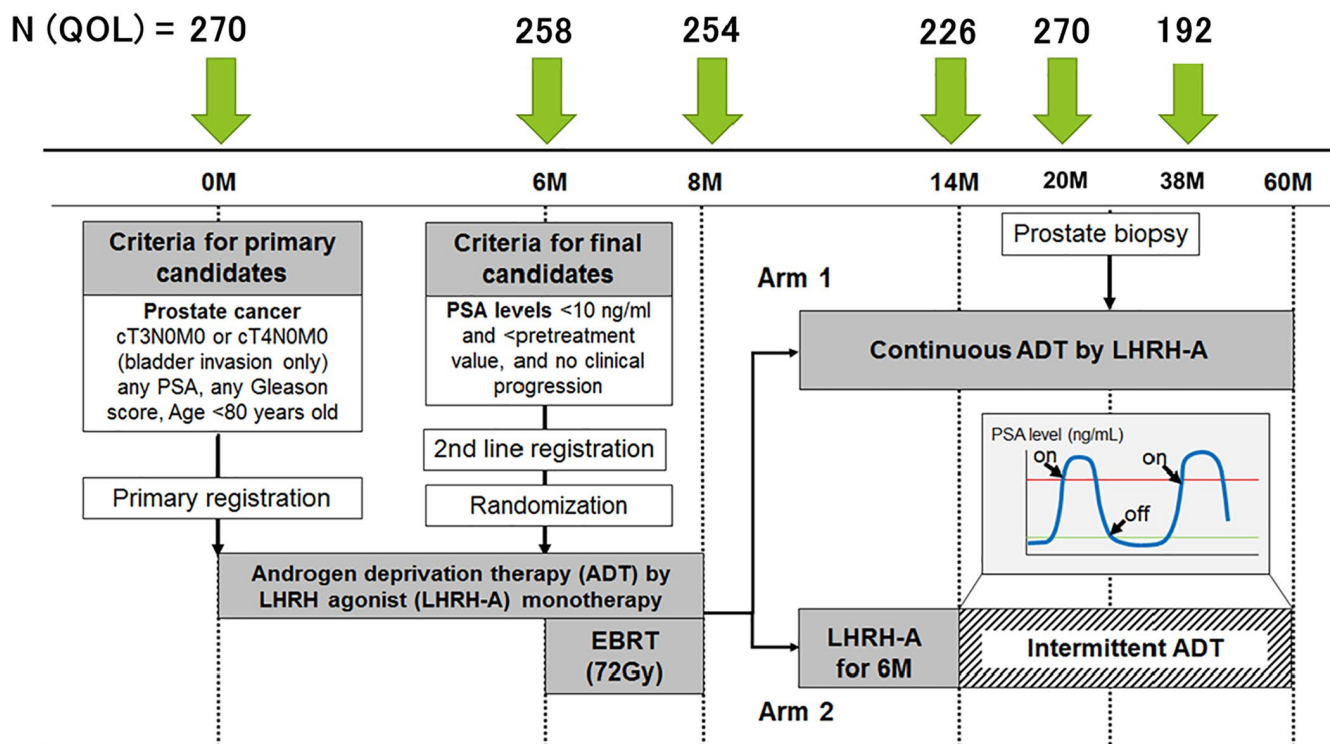 N (QOL) = 270 258 254 226 270 192
0M 6M 8M 14M 20M 38M 60M
Criteria for primary
candidates
Prostate cancer
cT3N0M0 or cT4N0M0
(bladder invasion only)
any PSA, any Gleason
score, Age <80 years old
Primary registration
Criteria for final
candidates
PSA levels <10 ng/ml
and <pretreatment
value, and no clinical
progression
2nd line registration
Randomization
Androgen deprivation therapy (ADT) by
LHRH agonist (LHRH-A) monotherapy
EBRT
(72Gy)
Prostate biopsy
Arm 1
Continuous ADT by LHRH-A
PSA level (ng/mL)
on
on
off
LHRH-A
for 6M
Intermittent ADT
Arm 2